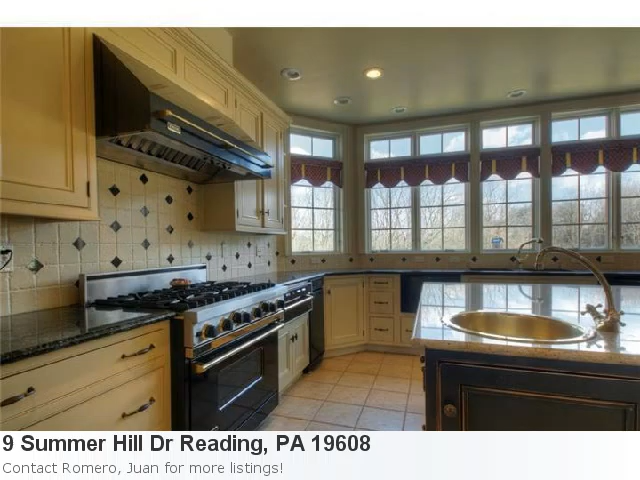 9 Summer Hill Dr Reading, PA 19608
Contact Romero, Juan for more listings!